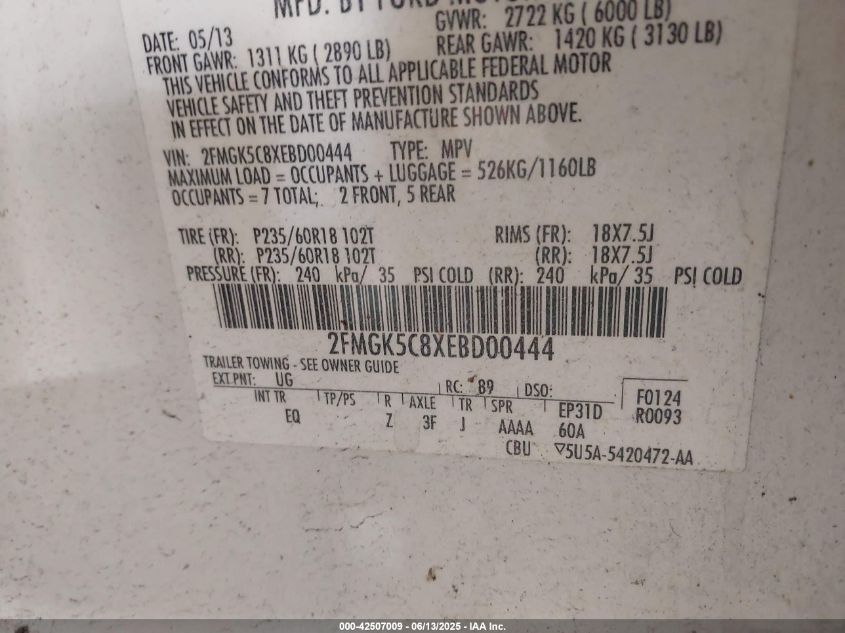 MFD. BY FORD MOTOR
GVWR: 2722 KG ( 6000 LB)
DATE: 05/13
FRONT GAWR: 1311 KG ( 2890 LB) REAR GAWR: 1420 KG ( 3130 LB)
THIS VEHICLE CONFORMS TO ALL APPLICABLE FEDERAL MOTOR
VEHICLE SAFETY AND THEFT PREVENTION STANDARDS
IN EFFECT ON THE DATE OF MANUFACTURE SHOWN ABOVE.
VIN: 2FMGK5C8XEBD00444 TYPE: MPV
MAXIMUM LOAD = OCCUPANTS + LUGGAGE = 526KG/1160LB
OCCUPANTS = 7 TOTAL; 2 FRONT, 5 REAR
TIRE (FR): P235/60R18 102T RIMS (FR): 18X7.5J
(RR): P235/60R18 102T (RR): 18X7.5J
PRESSURE (FR): 240 kPa/ 35 PSI COLD (RR): 240 kPa/ 35 PSI COLD
2FMGK5C8XEBD00444
TRAILER TOWING - SEE OWNER GUIDE
EXT PNT: UG RC: B9 DSO: F0124
INT TR TP/PS R AXLE TR SPR EP31D R0093
EQ Z 3F J AAAA 60A
CBU ▽5U5A-5420472-AA
000-42507009 - 06/13/2025 - IAA Inc.